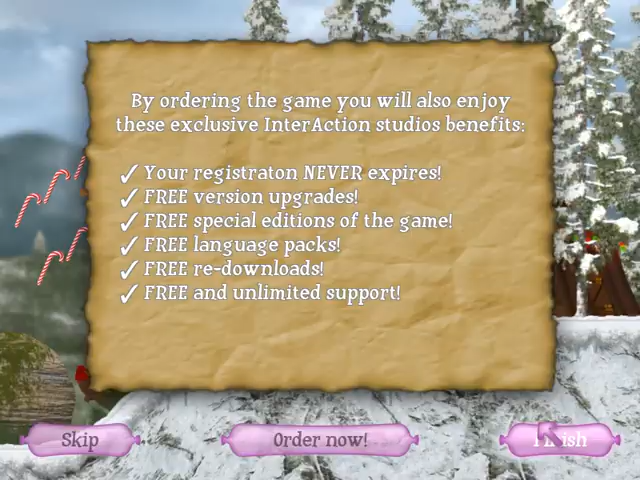 By ordering the game you will also enjoy
these exclusive InterAction studios benefits:
✓ Your registraton NEVER expires!
✓ FREE version upgrades!
✓ FREE special editions of the game!
✓ FREE language packs!
✓ FREE re-downloads!
✓ FREE and unlimited support!
Skip
Order now!
Finish